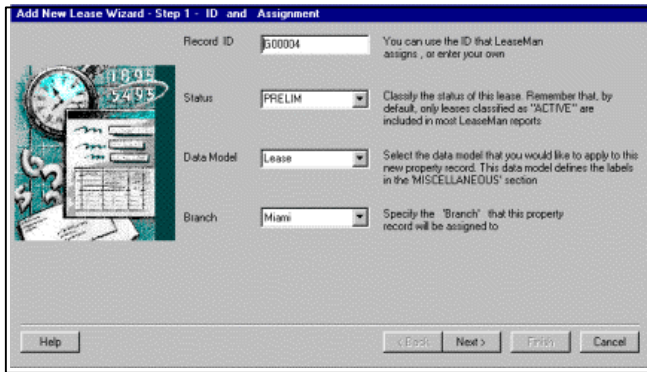 Add New Lease Wizard - Step 1 - ID and Assignment
Record ID
G00004
You can use the ID that LeaseMan
assigns , or enter your own
1895
5495
Status
PRELIM
Classify the status of this lease. Remember that, by
default, only leases classified as "ACTIVE" are
included in most LeaseMan reports
Data Model
Lease
Select the data model that you would like to apply to this
new property record. This data model defines the labels
in the 'MISCELLANEOUS' section
Branch
Miami
Specify the 'Branch' that this property
record will be assigned to
Help
< Back
Next >
Finish
Cancel